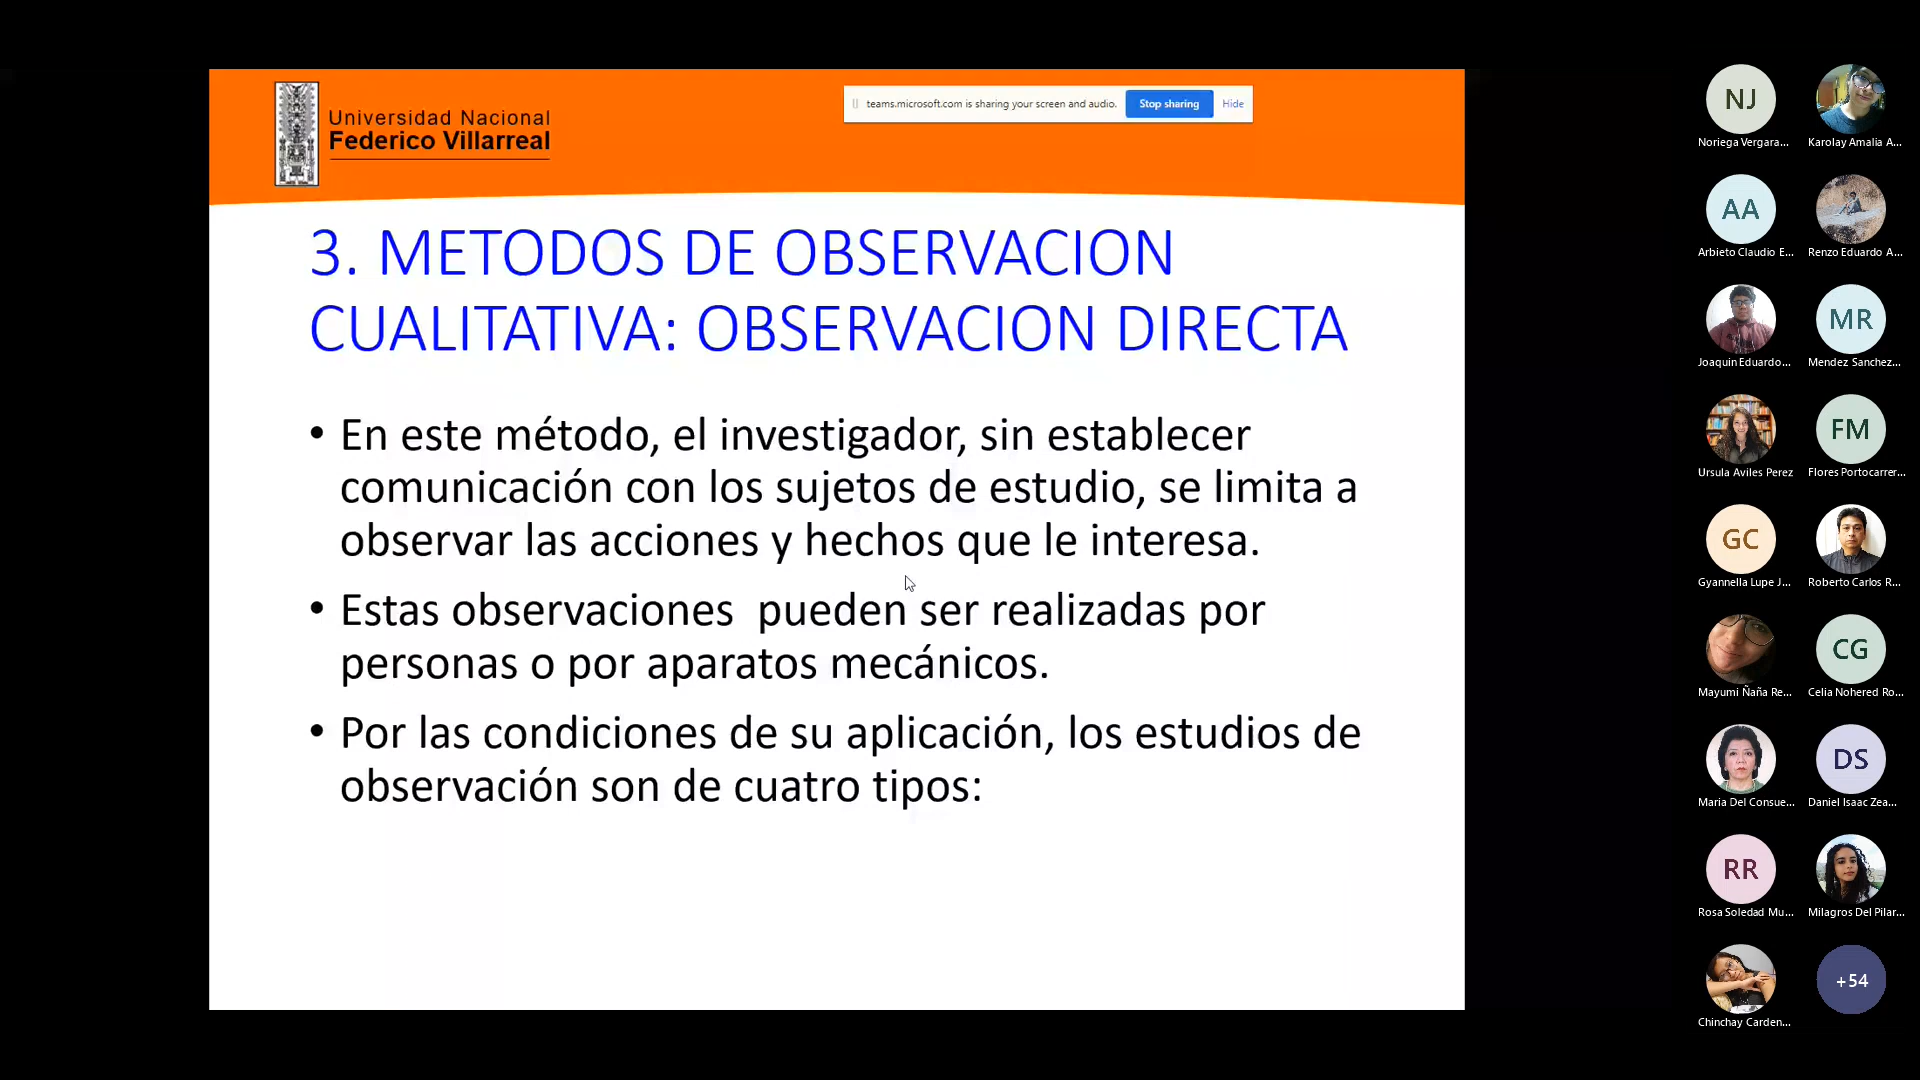 Universidad Nacional
Federico Villarreal
teams.microsoft.com is sharing your screen and audio. Stop sharing Hide
3. METODOS DE OBSERVACION
CUALITATIVA: OBSERVACION DIRECTA
• En este método, el investigador, sin establecer
comunicación con los sujetos de estudio, se limita a
observar las acciones y hechos que le interesa.
• Estas observaciones  pueden ser realizadas por
personas o por aparatos mecánicos.
• Por las condiciones de su aplicación, los estudios de
observación son de cuatro tipos:
NJ
Noriega Vergara... Karolay Amalia A...
AA
Arbieto Claudio E... Renzo Eduardo A...
MR
Joaquin Eduardo... Mendez Sanchez...
FM
Ursula Aviles Perez Flores Portocarrer...
GC
Gyannella Lupe J... Roberto Carlos R...
CG
Mayumi Ñaña Re... Celia Nohered Ro...
DS
Maria Del Consue... Daniel Isaac Zea...
RR
Rosa Soledad Mu... Milagros Del Pilar...
+54
Chinchay Carden...